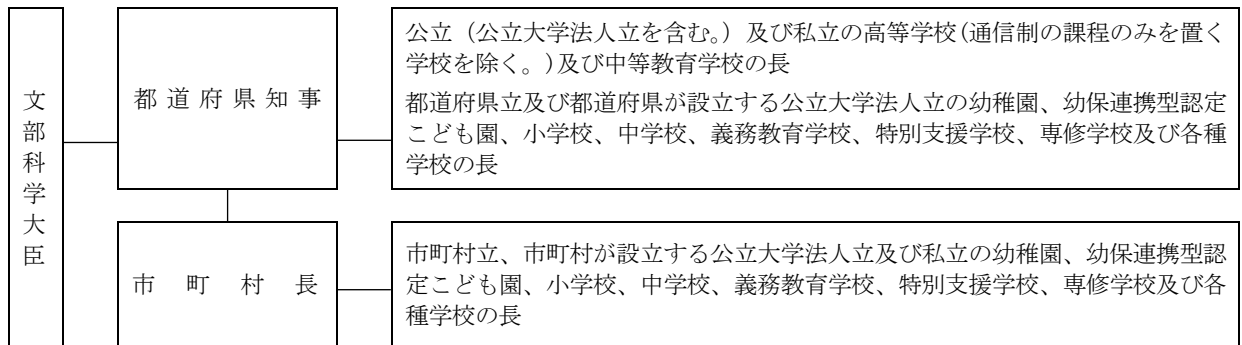 文部科学大臣
都道府県知事
公立（公立大学法人立を含む。）及び私立の高等学校(通信制の課程のみを置く
学校を除く。)及び中等教育学校の長
都道府県立及び都道府県が設立する公立大学法人立の幼稚園、幼保連携型認定
こども園、小学校、中学校、義務教育学校、特別支援学校、専修学校及び各種
学校の長
市町村長
市町村立、市町村が設立する公立大学法人立及び私立の幼稚園、幼保連携型認
定こども園、小学校、中学校、義務教育学校、特別支援学校、専修学校及び各
種学校の長